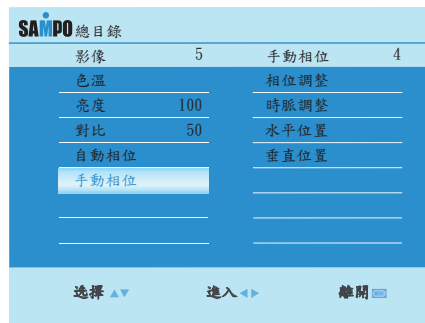 SAMPO 總目錄
影像 5 手動相位 4
色溫 相位調整
亮度 100 時脈調整
對比 50 水平位置
自動相位 垂直位置
手動相位
选擇 ▲▼ 進入 ◀▶ 離開